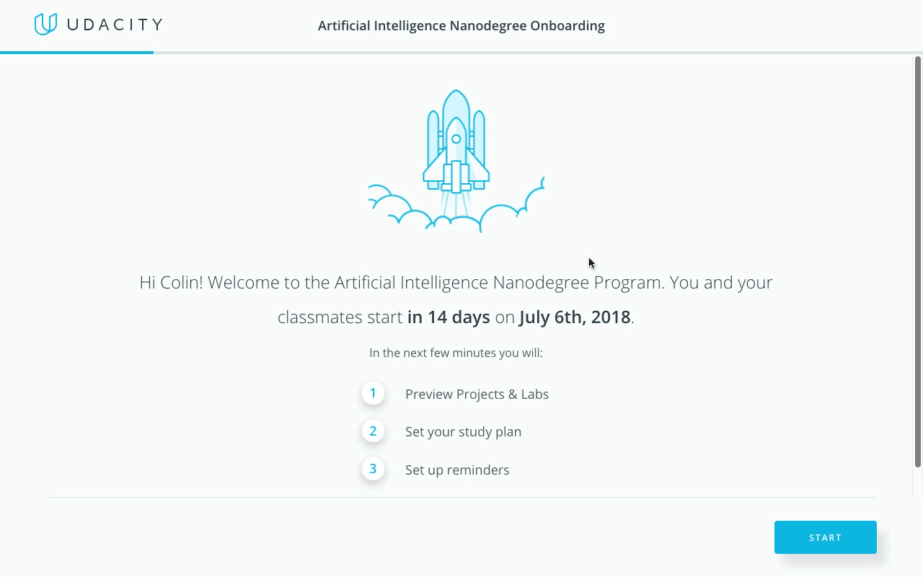 UDACITY
Artificial Intelligence Nanodegree Onboarding
Hi Colin! Welcome to the Artificial Intelligence Nanodegree Program. You and your
classmates start in 14 days on July 6th, 2018.
In the next few minutes you will:
1 Preview Projects & Labs
2 Set your study plan
3 Set up reminders
START